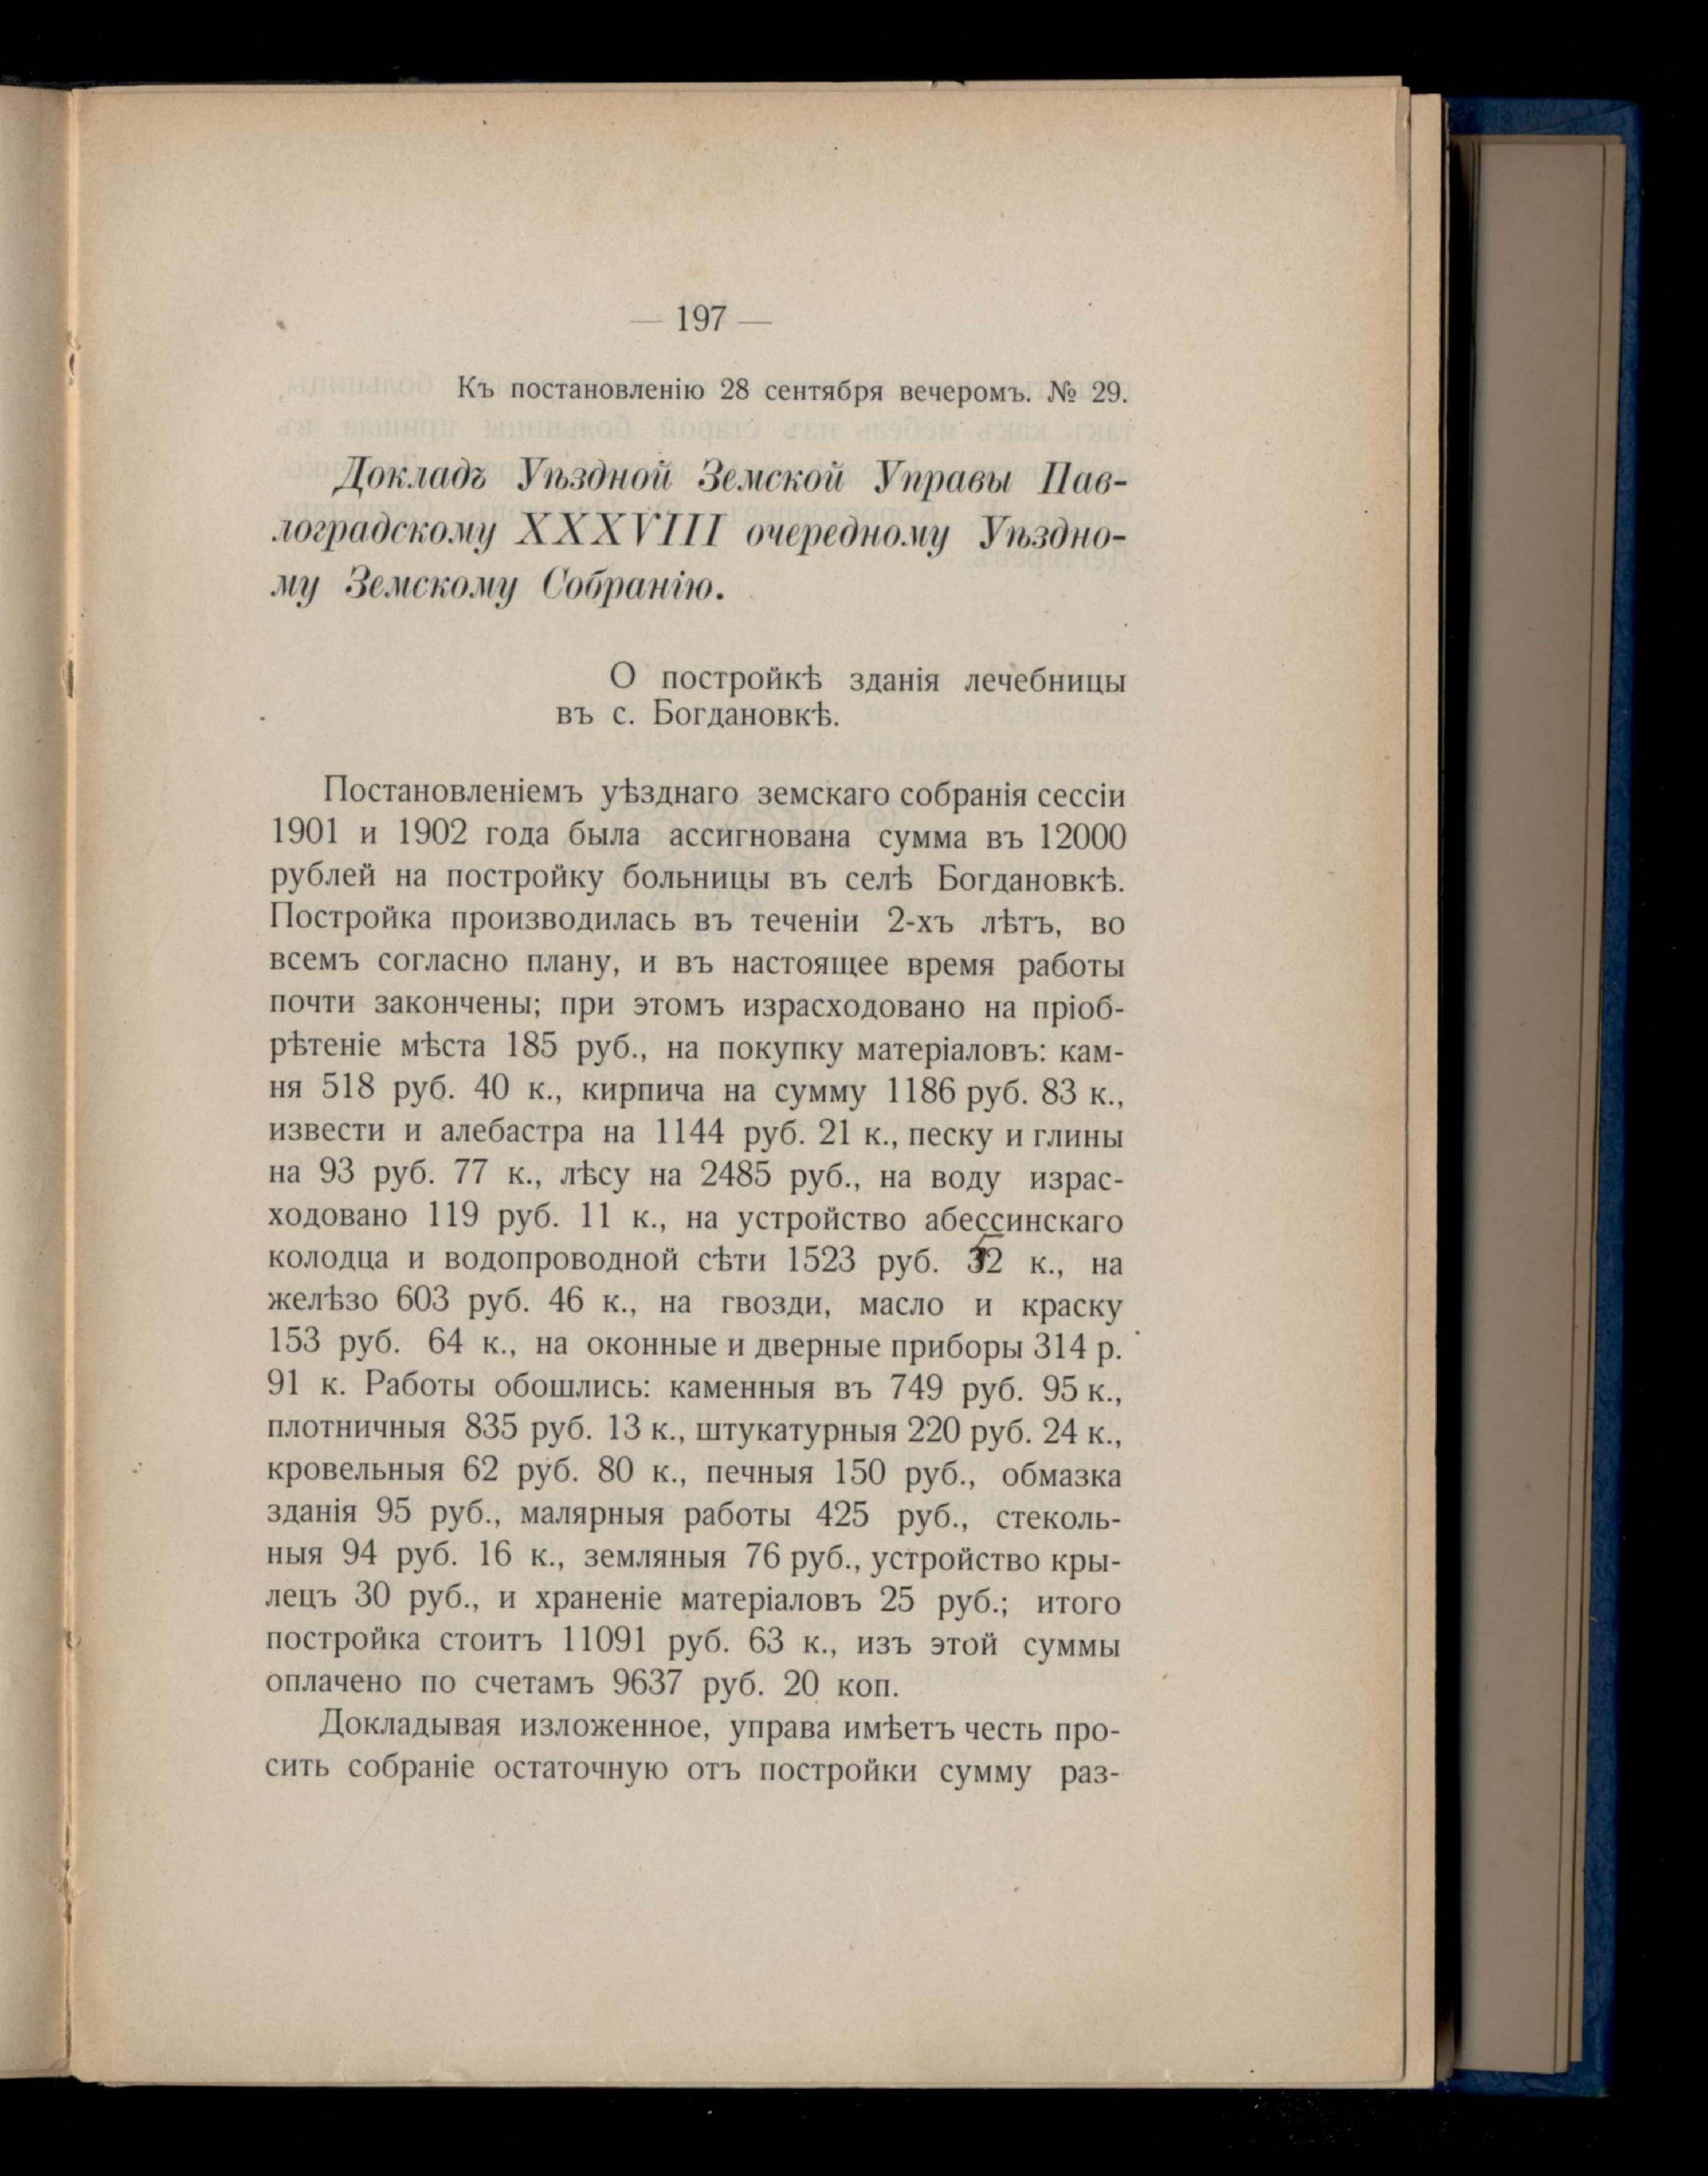 — 197 —
Къ постановленію 28 сентября вечеромъ. № 29.
Докладъ Уѣздной Земской Управы Пав-
лоградскому XXXVIII очередному Уѣздно-
му Земскому Собранію.
О постройкѣ зданія лечебницы
въ с. Богдановкѣ.
Постановленіемъ уѣзднаго земскаго собранія сессіи
1901 и 1902 года была ассигнована сумма въ 12000
рублей на постройку больницы въ селѣ Богдановкѣ.
Постройка производилась въ теченіи 2-хъ лѣтъ, во
всемъ согласно плану, и въ настоящее время работы
почти закончены; при этомъ израсходовано на пріоб-
рѣтеніе мѣста 185 руб., на покупку матеріаловъ: кам-
ня 518 руб. 40 к., кирпича на сумму 1186 руб. 83 к.,
извести и алебастра на 1144 руб. 21 к., песку и глины
на 93 руб. 77 к., лѣсу на 2485 руб., на воду израс-
ходовано 119 руб. 11 к., на устройство абессинскаго
колодца и водопроводной сѣти 1523 руб. 52 к., на
желѣзо 603 руб. 46 к., на гвозди, масло и краску
153 руб. 64 к., на оконные и дверные приборы 314 р.
91 к. Работы обошлись: каменныя въ 749 руб. 95 к.,
плотничныя 835 руб. 13 к., штукатурныя 220 руб. 24 к.,
кровельныя 62 руб. 80 к., печныя 150 руб., обмазка
зданія 95 руб., малярныя работы 425 руб., стеколь-
ныя 94 руб. 16 к., земляныя 76 руб., устройство кры-
лецъ 30 руб., и храненіе матеріаловъ 25 руб.; итого
постройка стоитъ 11091 руб. 63 к., изъ этой суммы
оплачено по счетамъ 9637 руб. 20 коп.
Докладывая изложенное, управа имѣетъ честь про-
сить собраніе остаточную отъ постройки сумму раз-